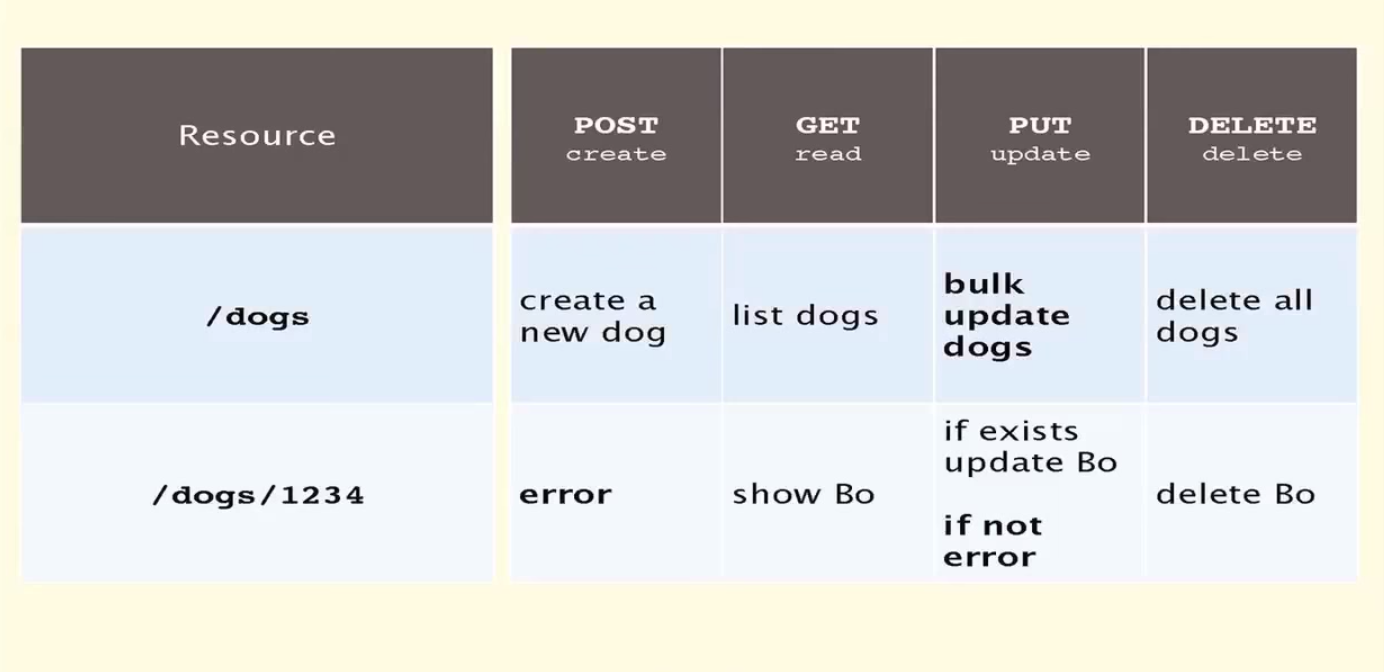 Resource
POST
create
GET
read
PUT
update
DELETE
delete
/dogs
create a
new dog
list dogs
bulk
update
dogs
delete all
dogs
/dogs/1234
error
show Bo
if exists
update Bo
if not
error
delete Bo